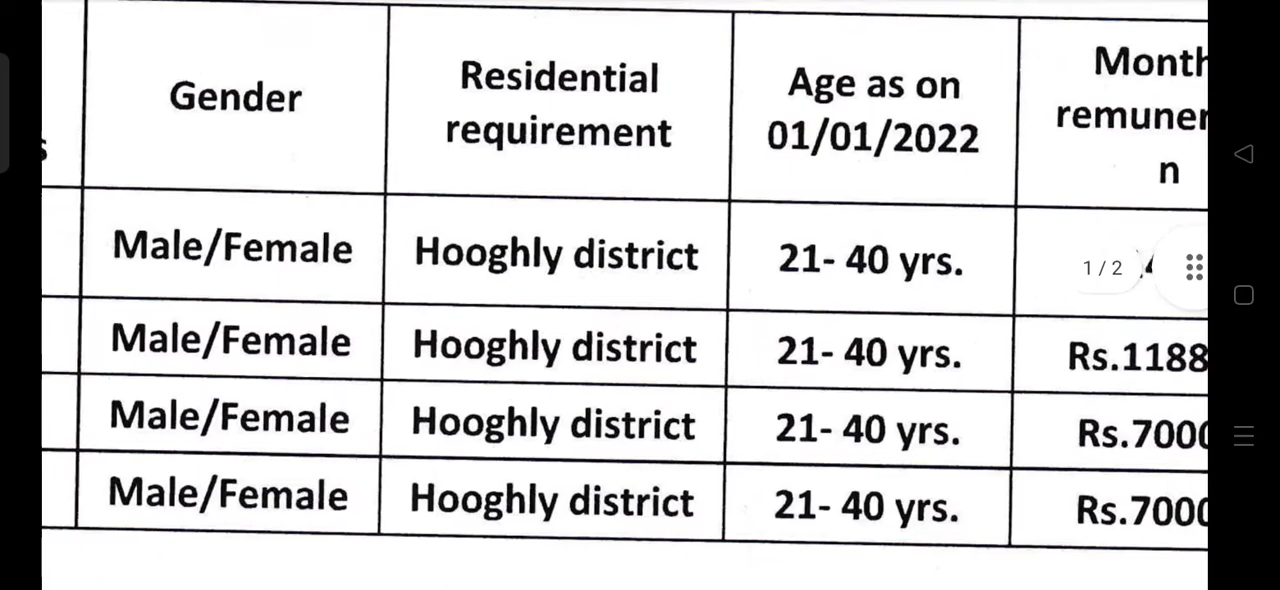 Gender
Residential
requirement
Age as on
01/01/2022
Month
remuner
n
Male/Female
Hooghly district
21- 40 yrs.
1 / 2
Male/Female
Hooghly district
21- 40 yrs.
Rs.1188
Male/Female
Hooghly district
21- 40 yrs.
Rs.7000
Male/Female
Hooghly district
21- 40 yrs.
Rs.7000